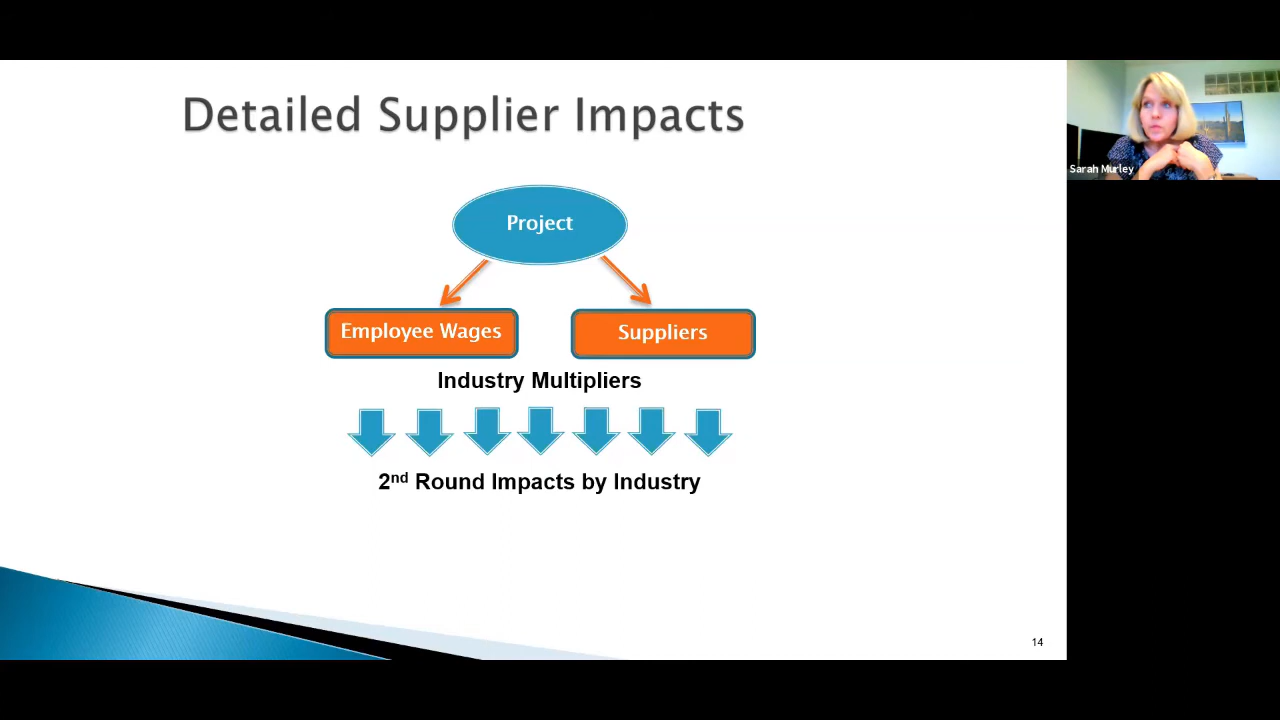 Detailed Supplier Impacts
Sarah Murley
Project
Employee Wages
Suppliers
Industry Multipliers
2nd Round Impacts by Industry
14